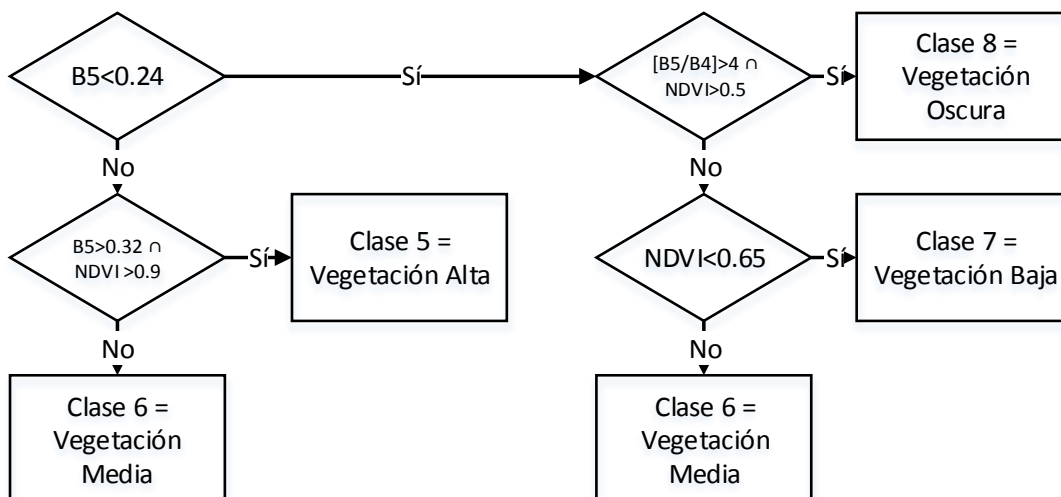 B5<0.24
Sí
[B5/B4]>4 ∩
NDVI>0.5
Sí
Clase 8 =
Vegetación
Oscura
No
No
B5>0.32 ∩
NDVI >0.9
Sí
Clase 5 =
Vegetación Alta
NDVI<0.65
Sí
Clase 7 =
Vegetación Baja
No
No
Clase 6 =
Vegetación
Media
Clase 6 =
Vegetación
Media